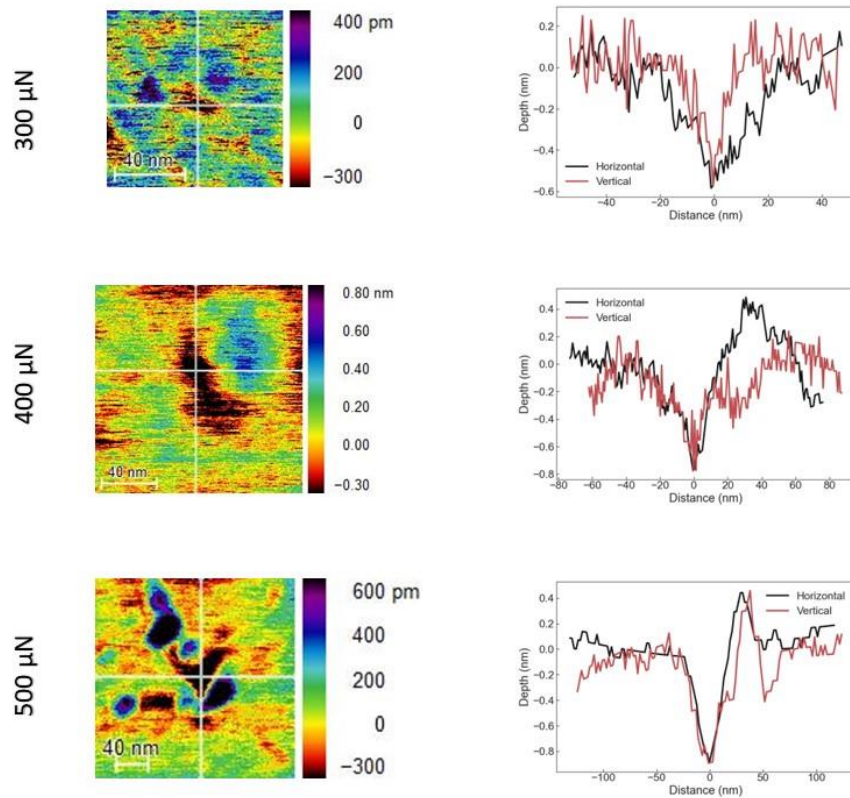 300 μN
400 pm
200
0
−300
40 nm
Depth (nm)
0.2
0.0
−0.2
−0.4
−0.6
Horizontal
Vertical
−40
−20
0
20
40
Distance (nm)
400 μN
0.80 nm
0.60
0.40
0.20
0.00
−0.30
40 nm
Depth (nm)
0.4
0.2
0.0
−0.2
−0.4
−0.6
−0.8
Horizontal
Vertical
−80
−60
−40
−20
0
20
40
60
80
Distance (nm)
500 μN
600 pm
400
200
0
−300
40 nm
Depth (nm)
0.4
0.2
0.0
−0.2
−0.4
−0.6
−0.8
Horizontal
Vertical
−100
−50
0
50
100
Distance (nm)